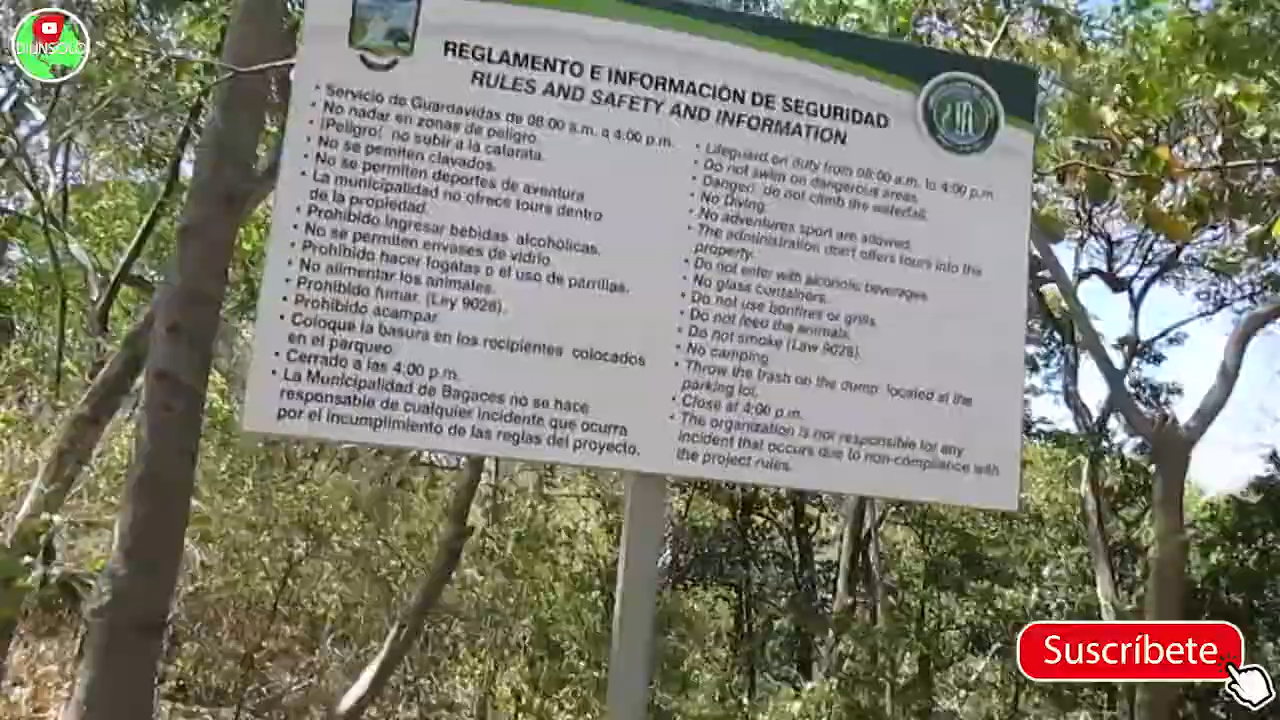 DIUNSOLO
REGLAMENTO E INFORMACIÓN DE SEGURIDAD
RULES AND SAFETY AND INFORMATION
• Servicio de Guardavidas de 08:00 a.m. a 4:00 p.m.
• No nadar en zonas de peligro.
• ¡Peligro! no subir a la catarata.
• No se pemiten clavados.
• No se permiten deportes de aventura
• La municipalidad no ofrece tours dentro
de la propiedad.
• Prohibido ingresar bebidas alcohólicas.
• No se permiten envases de vidrio.
• Prohibido hacer fogatas o el uso de parrillas.
• No alimentar los animales.
• Prohibido fumar. (Ley 9028).
• Prohibido acampar.
• Coloque la basura en los recipientes colocados
en el parqueo
• Cerrado a las 4:00 p.m.
• La Municipalidad de Bagaces no se hace
responsable de cualquier incidente que ocurra
por el incumplimiento de las reglas del proyecto.
• Lifeguard on duty from 08:00 a.m. to 4:00 p.m.
• Do not swim on dangerous areas.
• Danger! do not climb the waterfall.
• No Diving.
• No adventures sport are allowed.
• The administration don't offers tours into the
property.
• Do not enter with alcoholic beverages
• No glass containers.
• Do not use bonfires or grills.
• Do not feed the animals.
• Do not smoke (Law 9028).
• No camping
• Throw the trash on the dump located at the
parking lot.
• Close at 4:00 p.m.
• The organization is not responsible for any
incident that occurs due to non-compliance with
the project rules.
Suscríbete